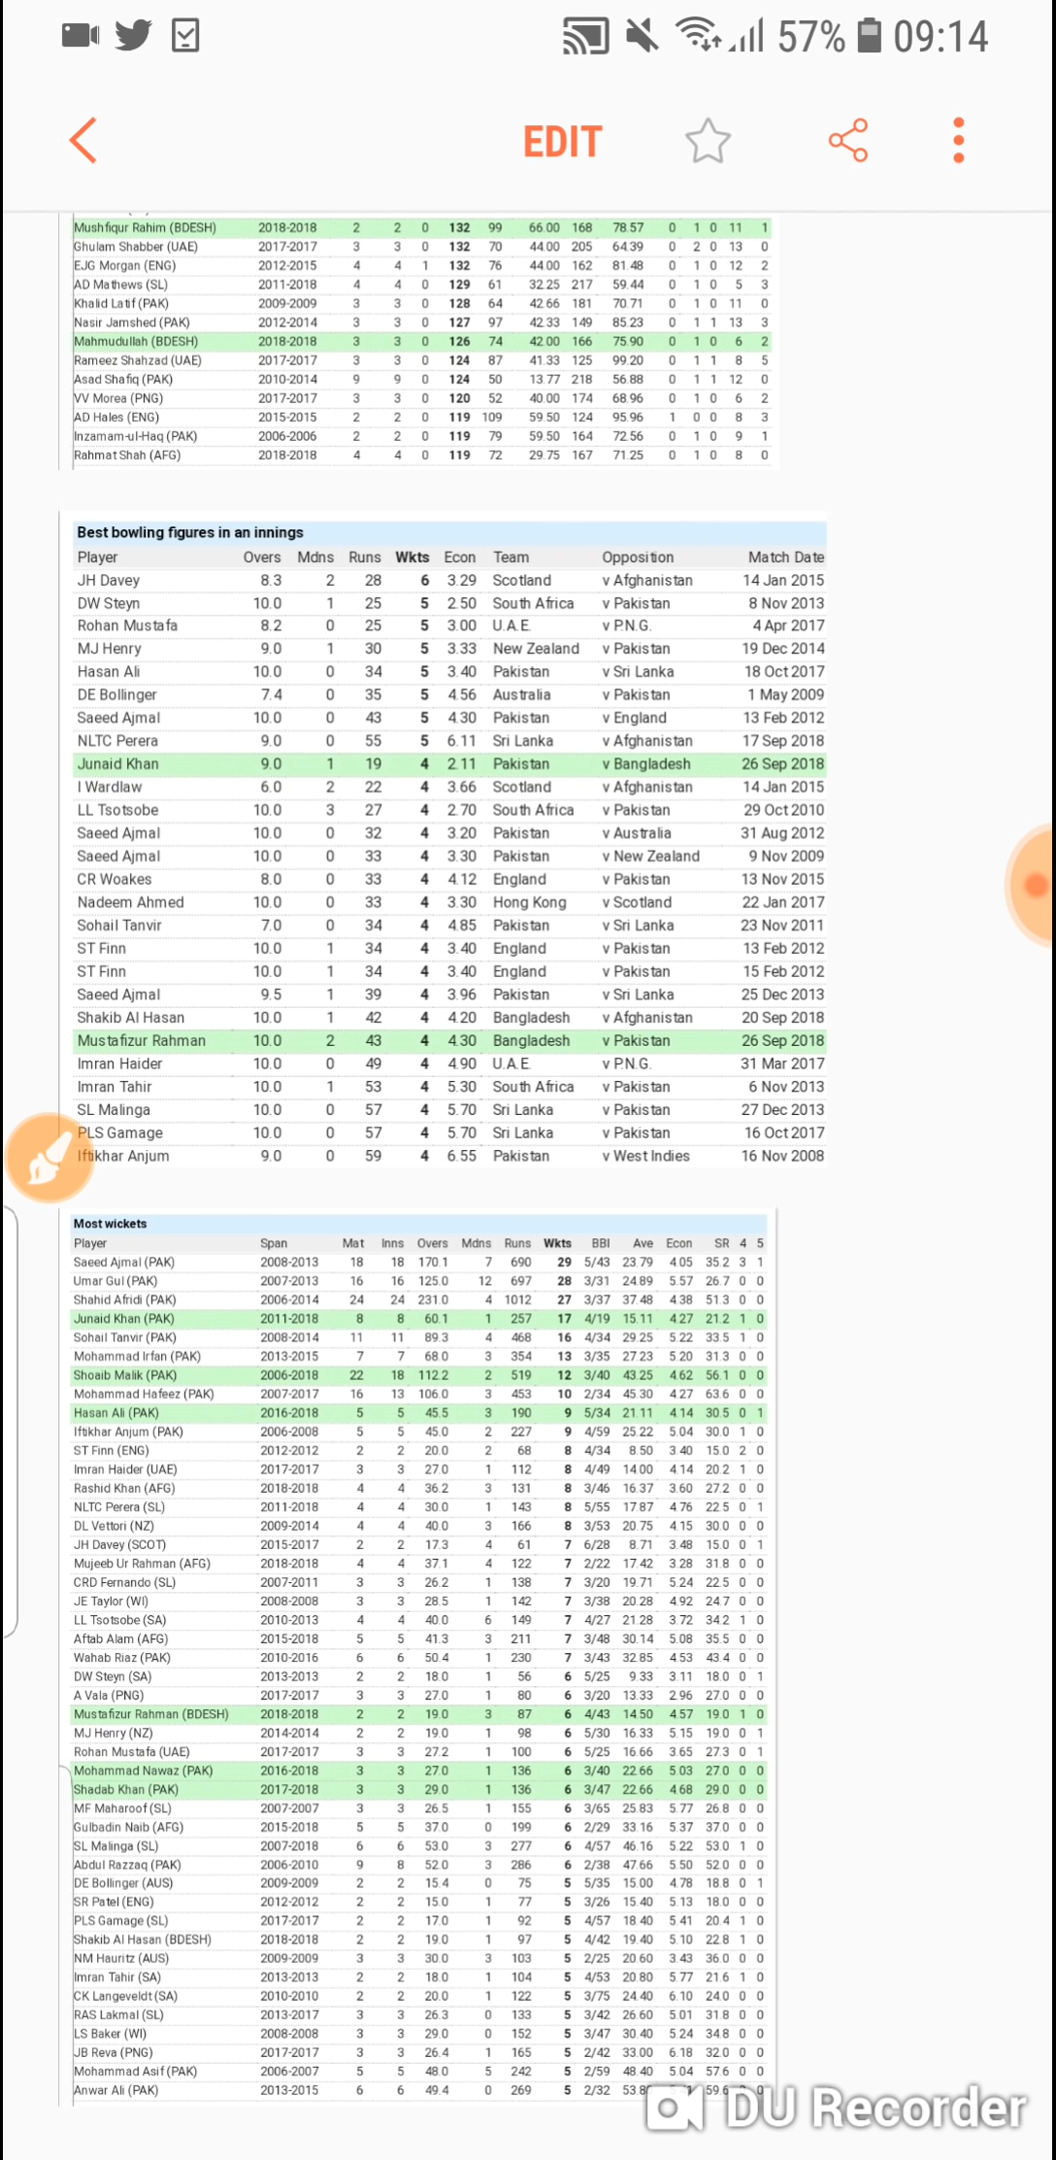 57% 09:14
EDIT
Mushfiqur Rahim (BDESH) 2018-2018 2 2 0 132 99 66.00 168 78.57 0 1 0 11 1
Ghulam Shabber (UAE) 2017-2017 3 3 0 132 70 44.00 205 64.39 0 2 0 13 0
EJG Morgan (ENG) 2012-2015 4 4 1 132 76 44.00 162 81.48 0 1 0 12 2
AD Mathews (SL) 2011-2018 4 4 0 129 61 32.25 217 59.44 0 1 0 5 3
Khalid Latif (PAK) 2009-2009 3 3 0 128 64 42.66 181 70.71 0 1 0 11 0
Nasir Jamshed (PAK) 2012-2014 3 3 0 127 97 42.33 149 85.23 0 1 1 13 3
Mahmudullah (BDESH) 2018-2018 3 3 0 126 74 42.00 166 75.90 0 1 0 6 2
Rameez Shahzad (UAE) 2017-2017 3 3 0 124 87 41.33 125 99.20 0 1 1 8 5
Asad Shafiq (PAK) 2010-2014 9 9 0 124 50 13.77 218 56.88 0 1 1 12 0
VV Morea (PNG) 2017-2017 3 3 0 120 52 40.00 174 68.96 0 1 0 6 2
AD Hales (ENG) 2015-2015 2 2 0 119 109 59.50 124 95.96 1 0 0 8 3
Inzamam-ul-Haq (PAK) 2006-2006 2 2 0 119 79 59.50 164 72.56 0 1 0 9 1
Rahmat Shah (AFG) 2018-2018 4 4 0 119 72 29.75 167 71.25 0 1 0 8 0
Best bowling figures in an innings
Player Overs Mdns Runs Wkts Econ Team Opposition Match Date
JH Davey 8.3 2 28 6 3.29 Scotland v Afghanistan 14 Jan 2015
DW Steyn 10.0 1 25 5 2.50 South Africa v Pakistan 8 Nov 2013
Rohan Mustafa 8.2 0 25 5 3.00 U.A.E. v P.N.G. 4 Apr 2017
MJ Henry 9.0 1 30 5 3.33 New Zealand v Pakistan 19 Dec 2014
Hasan Ali 10.0 0 34 5 3.40 Pakistan v Sri Lanka 18 Oct 2017
DE Bollinger 7.4 0 35 5 4.56 Australia v Pakistan 1 May 2009
Saeed Ajmal 10.0 0 43 5 4.30 Pakistan v England 13 Feb 2012
NLTC Perera 9.0 0 55 5 6.11 Sri Lanka v Afghanistan 17 Sep 2018
Junaid Khan 9.0 1 19 4 2.11 Pakistan v Bangladesh 26 Sep 2018
I Wardlaw 6.0 2 22 4 3.66 Scotland v Afghanistan 14 Jan 2015
LL Tsotsobe 10.0 3 27 4 2.70 South Africa v Pakistan 29 Oct 2010
Saeed Ajmal 10.0 0 32 4 3.20 Pakistan v Australia 31 Aug 2012
Saeed Ajmal 10.0 0 33 4 3.30 Pakistan v New Zealand 9 Nov 2009
CR Woakes 8.0 0 33 4 4.12 England v Pakistan 13 Nov 2015
Nadeem Ahmed 10.0 0 33 4 3.30 Hong Kong v Scotland 22 Jan 2017
Sohail Tanvir 7.0 0 34 4 4.85 Pakistan v Sri Lanka 23 Nov 2011
ST Finn 10.0 1 34 4 3.40 England v Pakistan 13 Feb 2012
ST Finn 10.0 1 34 4 3.40 England v Pakistan 15 Feb 2012
Saeed Ajmal 9.5 1 39 4 3.96 Pakistan v Sri Lanka 25 Dec 2013
Shakib Al Hasan 10.0 1 42 4 4.20 Bangladesh v Afghanistan 20 Sep 2018
Mustafizur Rahman 10.0 2 43 4 4.30 Bangladesh v Pakistan 26 Sep 2018
Imran Haider 10.0 0 49 4 4.90 U.A.E. v P.N.G. 31 Mar 2017
Imran Tahir 10.0 1 53 4 5.30 South Africa v Pakistan 6 Nov 2013
SL Malinga 10.0 0 57 4 5.70 Sri Lanka v Pakistan 27 Dec 2013
PLS Gamage 10.0 0 57 4 5.70 Sri Lanka v Pakistan 16 Oct 2017
Iftikhar Anjum 9.0 0 59 4 6.55 Pakistan v West Indies 16 Nov 2008
Most wickets
Player Span Mat Inns Overs Mdns Runs Wkts BBI Ave Econ SR 4 5
Saeed Ajmal (PAK) 2008-2013 18 18 170.1 7 690 29 5/43 23.79 4.05 35.2 3 1
Umar Gul (PAK) 2007-2013 16 16 125.0 12 697 28 3/31 24.89 5.57 26.7 0 0
Shahid Afridi (PAK) 2006-2014 24 24 231.0 4 1012 27 3/37 37.48 4.38 51.3 0 0
Junaid Khan (PAK) 2011-2018 8 8 60.1 1 257 17 4/19 15.11 4.27 21.2 1 0
Sohail Tanvir (PAK) 2008-2014 11 11 89.3 4 468 16 4/34 29.25 5.22 33.5 1 0
Mohammad Irfan (PAK) 2013-2015 7 7 68.0 3 354 13 3/35 27.23 5.20 31.3 0 0
Shoaib Malik (PAK) 2006-2018 22 18 112.2 2 519 12 3/40 43.25 4.62 56.1 0 0
Mohammad Hafeez (PAK) 2007-2017 16 13 106.0 3 453 10 2/34 45.30 4.27 63.6 0 0
Hasan Ali (PAK) 2016-2018 5 5 45.5 3 190 9 5/34 21.11 4.14 30.5 0 1
Iftikhar Anjum (PAK) 2006-2008 5 5 45.0 2 227 9 4/59 25.22 5.04 30.0 1 0
ST Finn (ENG) 2012-2012 2 2 20.0 2 68 8 4/34 8.50 3.40 15.0 2 0
Imran Haider (UAE) 2017-2017 3 3 27.0 1 112 8 4/49 14.00 4.14 20.2 1 0
Rashid Khan (AFG) 2018-2018 4 4 36.2 3 131 8 3/46 16.37 3.60 27.2 0 0
NLTC Perera (SL) 2011-2018 4 4 30.0 1 143 8 5/55 17.87 4.76 22.5 0 1
DL Vettori (NZ) 2009-2014 4 4 40.0 3 166 8 3/53 20.75 4.15 30.0 0 0
JH Davey (SCOT) 2015-2017 2 2 17.3 4 61 7 6/28 8.71 3.48 15.0 0 1
Mujeeb Ur Rahman (AFG) 2018-2018 4 4 37.1 4 122 7 2/22 17.42 3.28 31.8 0 0
CRD Fernando (SL) 2007-2011 3 3 26.2 1 138 7 3/20 19.71 5.24 22.5 0 0
JE Taylor (WI) 2008-2008 3 3 28.5 1 142 7 3/38 20.28 4.92 24.7 0 0
LL Tsotsobe (SA) 2010-2013 4 4 40.0 6 149 7 4/27 21.28 3.72 34.2 1 0
Aftab Alam (AFG) 2015-2018 5 5 41.3 3 211 7 3/48 30.14 5.08 35.5 0 0
Wahab Riaz (PAK) 2010-2016 6 6 50.4 1 230 7 3/43 32.85 4.53 43.4 0 0
DW Steyn (SA) 2013-2013 2 2 18.0 1 56 6 5/25 9.33 3.11 18.0 0 1
A Vala (PNG) 2017-2017 3 3 27.0 1 80 6 3/20 13.33 2.96 27.0 0 0
Mustafizur Rahman (BDESH) 2018-2018 2 2 19.0 3 87 6 4/43 14.50 4.57 19.0 1 0
MJ Henry (NZ) 2014-2014 2 2 19.0 1 98 6 5/30 16.33 5.15 19.0 0 1
Rohan Mustafa (UAE) 2017-2017 3 3 27.2 1 100 6 5/25 16.66 3.65 27.3 0 1
Mohammad Nawaz (PAK) 2016-2018 3 3 27.0 1 136 6 3/40 22.66 5.03 27.0 0 0
Shadab Khan (PAK) 2017-2018 3 3 29.0 1 136 6 3/47 22.66 4.68 29.0 0 0
MF Maharoof (SL) 2007-2007 3 3 26.5 1 155 6 3/65 25.83 5.77 26.8 0 0
Gulbadin Naib (AFG) 2015-2018 5 5 37.0 0 199 6 2/29 33.16 5.37 37.0 0 0
SL Malinga (SL) 2007-2018 6 6 53.0 3 277 6 4/57 46.16 5.22 53.0 1 0
Abdul Razzaq (PAK) 2006-2010 9 8 52.0 3 286 6 2/38 47.66 5.50 52.0 0 0
DE Bollinger (AUS) 2009-2009 2 2 15.4 0 75 5 5/35 15.00 4.78 18.8 0 1
SR Patel (ENG) 2012-2012 2 2 15.0 1 77 5 3/26 15.40 5.13 18.0 0 0
PLS Gamage (SL) 2017-2017 2 2 17.0 1 92 5 4/57 18.40 5.41 20.4 1 0
Shakib Al Hasan (BDESH) 2018-2018 2 2 19.0 1 97 5 4/42 19.40 5.10 22.8 1 0
NM Hauritz (AUS) 2009-2009 3 3 30.0 3 103 5 2/25 20.60 3.43 36.0 0 0
Imran Tahir (SA) 2013-2013 2 2 18.0 1 104 5 4/53 20.80 5.77 21.6 1 0
CK Langeveldt (SA) 2010-2010 2 2 20.0 1 122 5 3/75 24.40 6.10 24.0 0 0
RAS Lakmal (SL) 2013-2017 3 3 26.3 0 133 5 3/42 26.60 5.01 31.8 0 0
LS Baker (WI) 2008-2008 3 3 29.0 0 152 5 3/47 30.40 5.24 34.8 0 0
JB Reva (PNG) 2017-2017 3 3 26.4 1 165 5 2/42 33.00 6.18 32.0 0 0
Mohammad Asif (PAK) 2006-2007 5 5 48.0 5 242 5 2/59 48.40 5.04 57.6 0 0
Anwar Ali (PAK) 2013-2015 6 6 49.4 0 269 5 2/32
DU Recorder